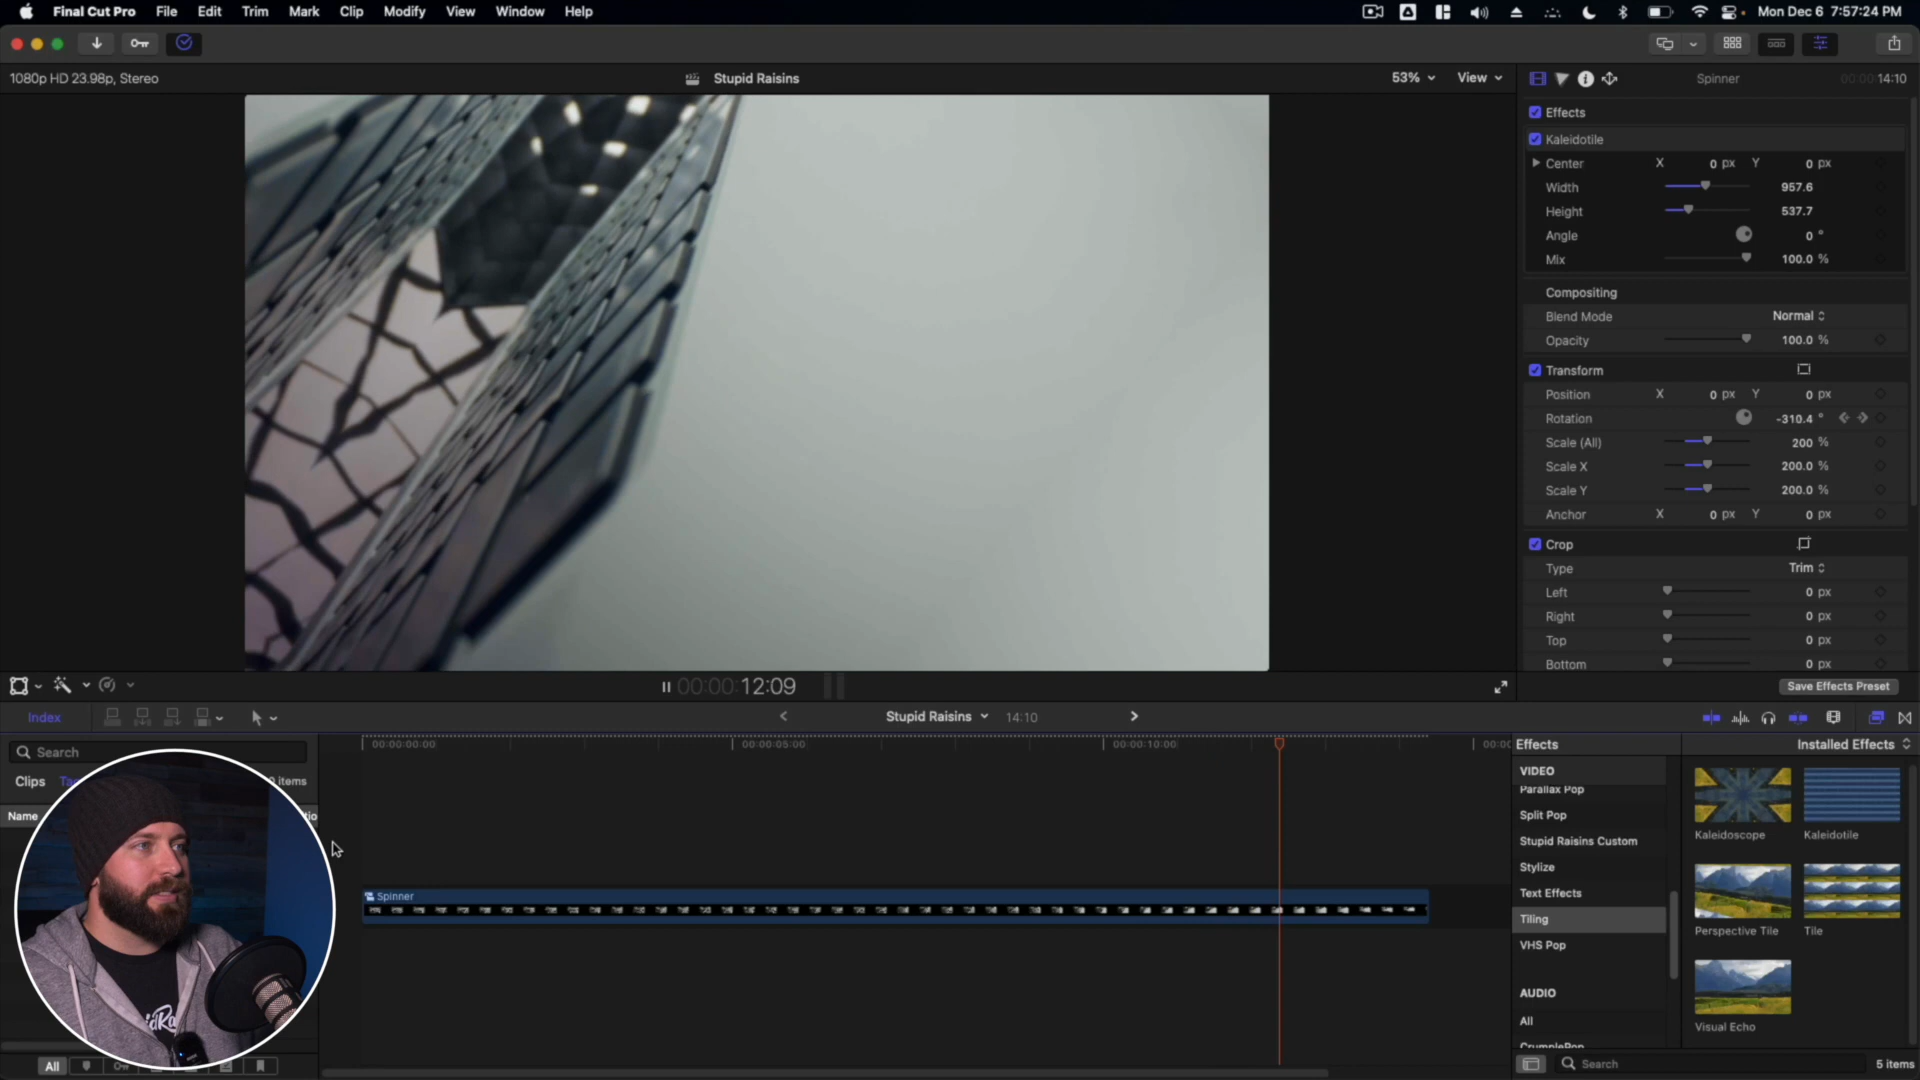 Final Cut Pro File Edit Trim Mark Clip Modify View Window Help Mon Dec 6 7:57:24 PM
1080p HD 23.98p, Stereo Stupid Raisins 53% View Spinner 00:00:14:10
Effects
Kaleidotile
Center X 0 px Y 0 px
Width 957.6
Height 537.7
Angle 0 °
Mix 100.0 %
Compositing
Blend Mode Normal
Opacity 100.0 %
Transform
Position X 0 px Y 0 px
Rotation -310.4 °
Scale (All) 200 %
Scale X 200.0 %
Scale Y 200.0 %
Anchor X 0 px Y 0 px
Crop
Type Trim
Left 0 px
Right 0 px
Top 0 px
Bottom 0 px
00:00:12:09 Save Effects Preset
Index Stupid Raisins 14:10
Search
Clips items
Name
00:00:00:00 00:00:05:00 00:00:10:00
Spinner
All
Effects Installed Effects
VIDEO
Parallax Pop
Split Pop
Stupid Raisins Custom
Stylize
Text Effects
Tiling
VHS Pop
AUDIO
All
CrumplePop
Kaleidoscope Kaleidotile
Perspective Tile Tile
Visual Echo
Search 5 items